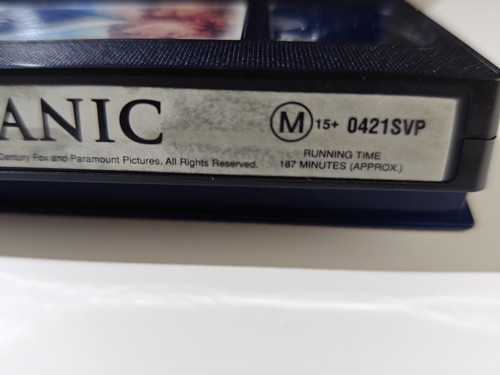 ANIC
Century Fox and Paramount Pictures. All Rights Reserved.
M 15+ 0421SVP
RUNNING TIME
187 MINUTES (APPROX.)